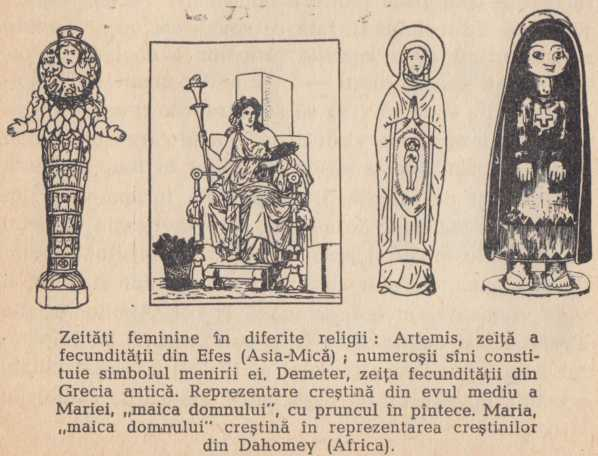 Zeități feminine în diferite religii : Artemis, zeiță a
fecundității din Efes (Asia-Mică) ; numeroșii sîni consti-
tuie simbolul menirii ei. Demeter, zeița fecundității din
Grecia antică. Reprezentare creștină din evul mediu a
Mariei, „maica domnului", cu pruncul în pîntece. Maria,
„maica domnului" creștină în reprezentarea creștinilor
din Dahomey (Africa).